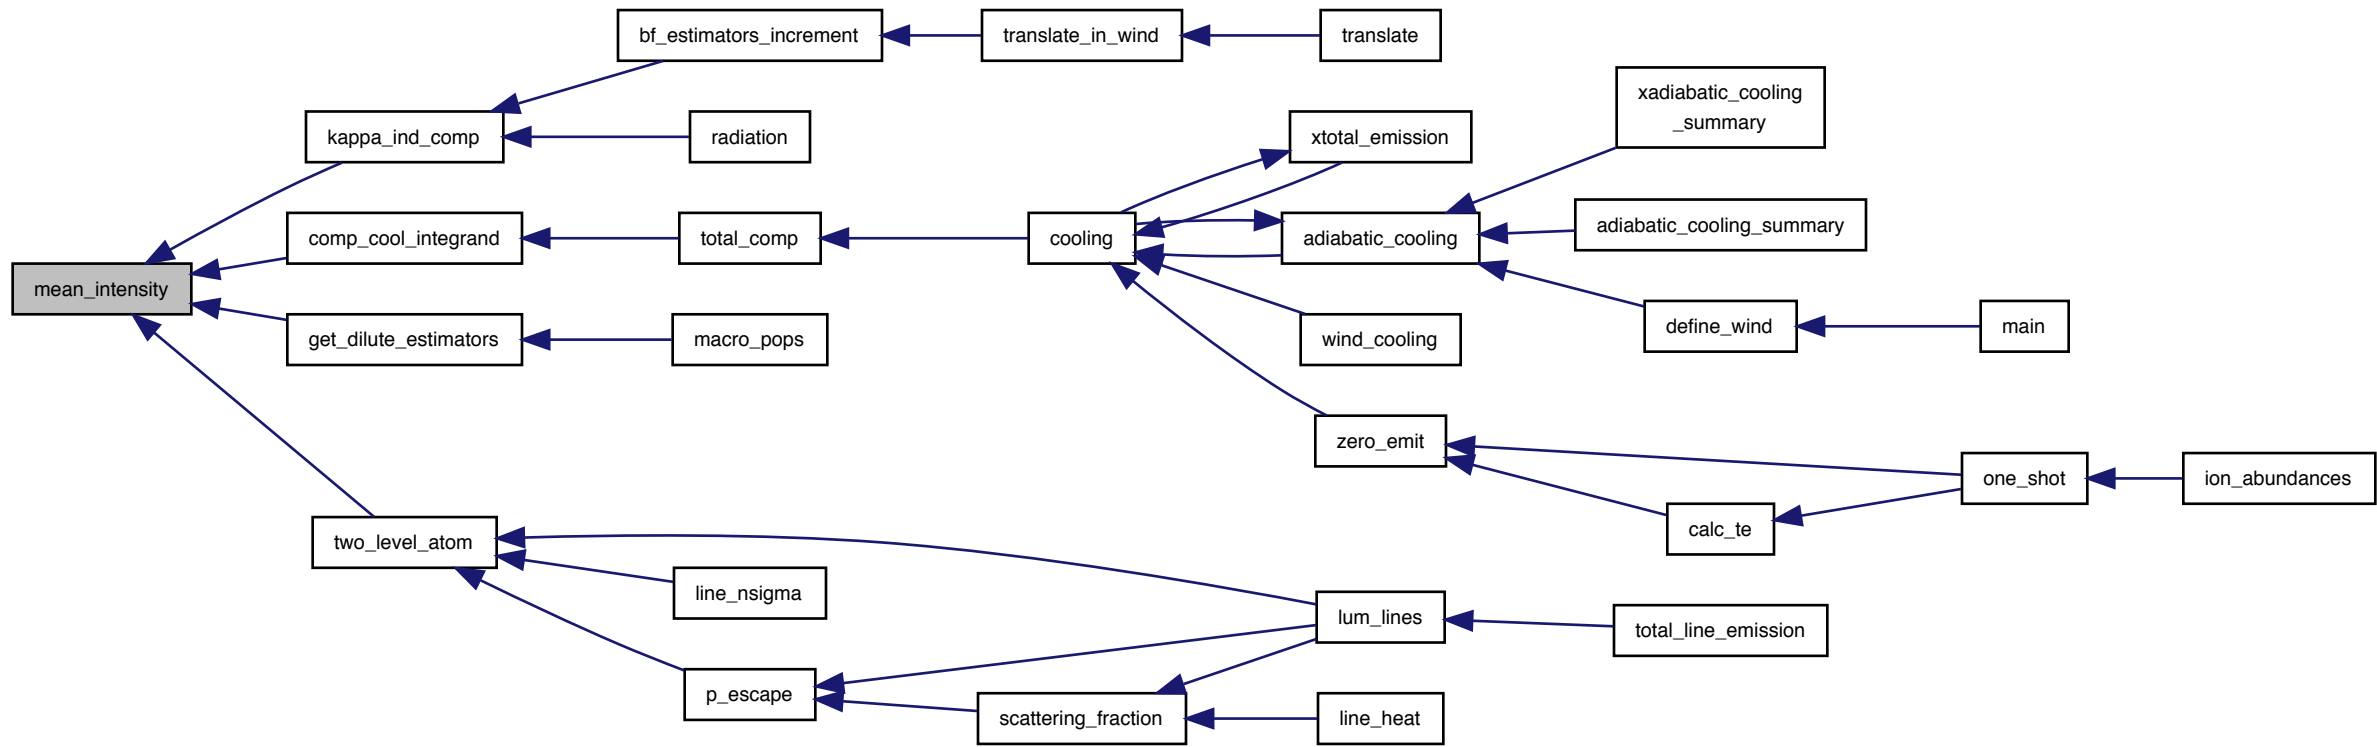 bf_estimators_increment
translate_in_wind
translate
xadiabatic_cooling
_summary
kappa_ind_comp
radiation
xtotal_emission
comp_cool_integrand
total_comp
cooling
adiabatic_cooling
adiabatic_cooling_summary
mean_intensity
get_dilute_estimators
macro_pops
wind_cooling
define_wind
main
zero_emit
one_shot
ion_abundances
calc_te
two_level_atom
line_nsigma
lum_lines
total_line_emission
p_escape
scattering_fraction
line_heat